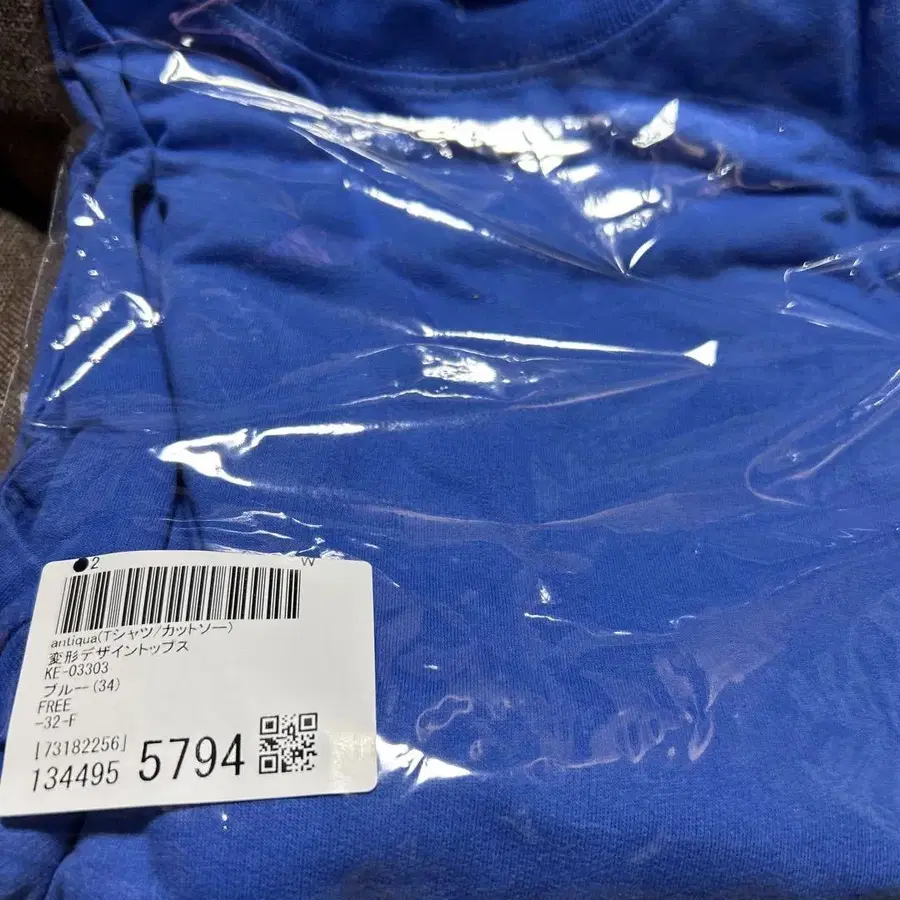 ●2 W
antiqua(Tシャツ/カットソー)
変形デザイントップス
KE-03303
ブルー(34)
FREE
-32-F
[73182256]
134495 5794